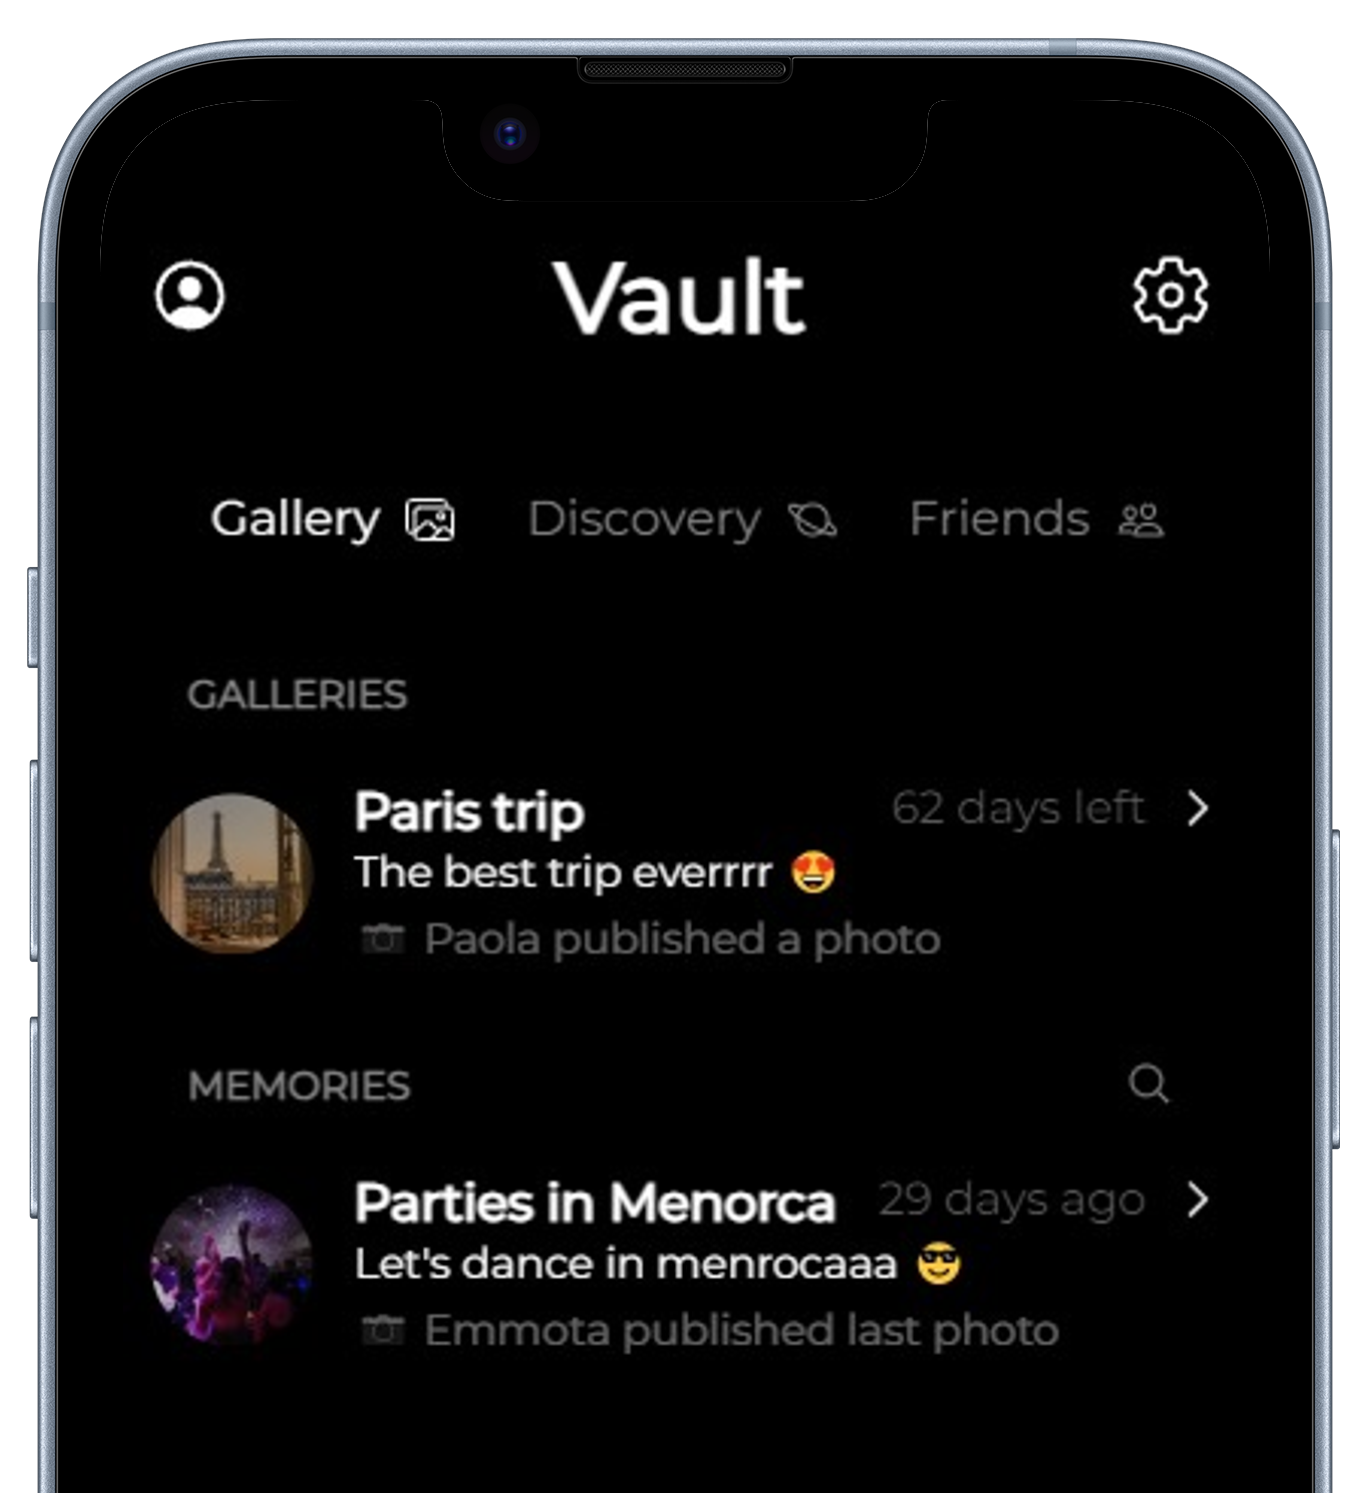 Vault
Gallery Discovery Friends
GALLERIES
Paris trip 62 days left
The best trip everrrr 😍
Paola published a photo
MEMORIES
Parties in Menorca 29 days ago
Let's dance in menrocaaa 😎
Emmota published last photo